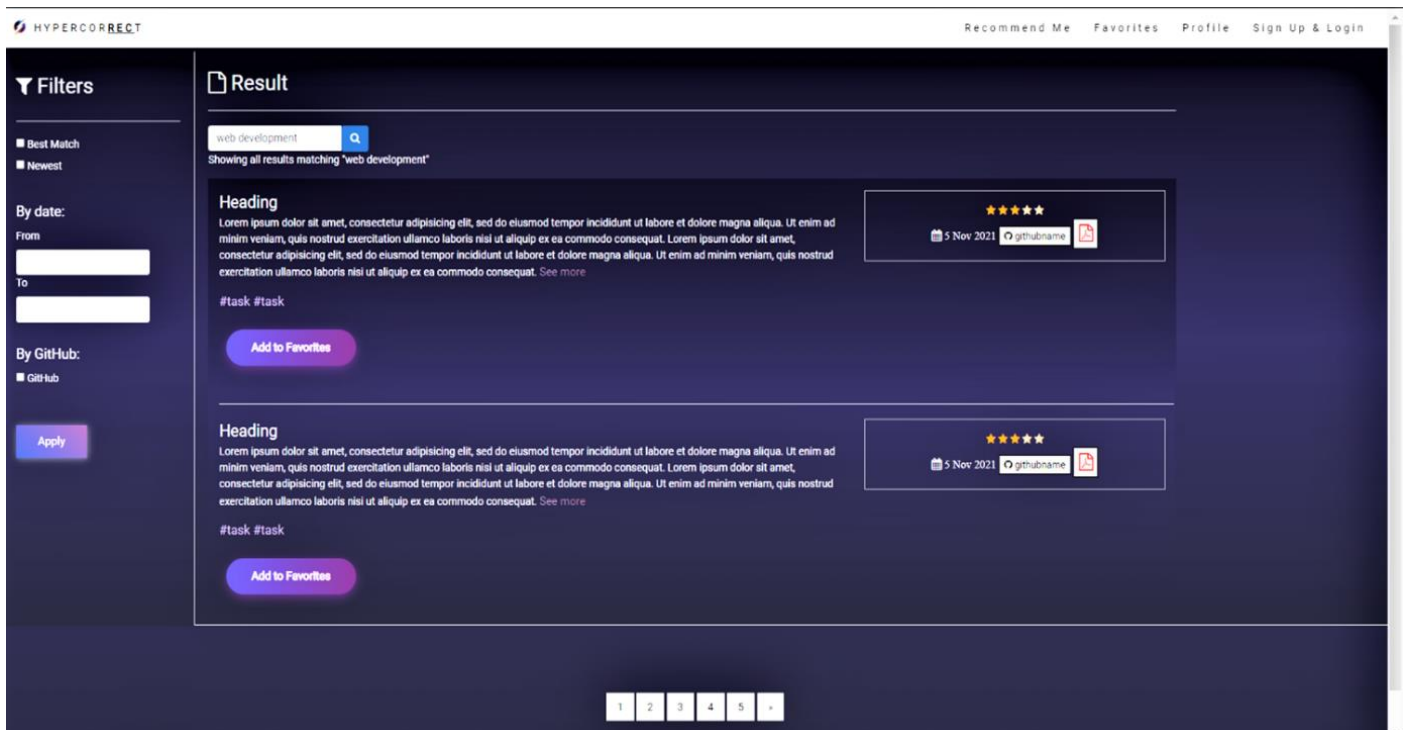 HYPERCORRECT
Recommend Me Favorites Profile Sign Up & Login
Filters
Best Match
Newest
By date:
From
To
By GitHub:
GitHub
Apply
Result
web development
Showing all results matching "web development"
Heading
Lorem ipsum dolor sit amet, consectetur adipisicing elit, sed do eiusmod tempor incididunt ut labore et dolore magna aliqua. Ut enim ad
minim veniam, quis nostrud exercitation ullamco laboris nisi ut aliquip ex ea commodo consequat. Lorem ipsum dolor sit amet,
consectetur adipisicing elit, sed do eiusmod tempor incididunt ut labore et dolore magna aliqua. Ut enim ad minim veniam, quis nostrud
exercitation ullamco laboris nisi ut aliquip ex ea commodo consequat. See more
#task #task
Add to Favorites
5 Nov 2021 githubname
Heading
Lorem ipsum dolor sit amet, consectetur adipisicing elit, sed do eiusmod tempor incididunt ut labore et dolore magna aliqua. Ut enim ad
minim veniam, quis nostrud exercitation ullamco laboris nisi ut aliquip ex ea commodo consequat. Lorem ipsum dolor sit amet,
consectetur adipisicing elit, sed do eiusmod tempor incididunt ut labore et dolore magna aliqua. Ut enim ad minim veniam, quis nostrud
exercitation ullamco laboris nisi ut aliquip ex ea commodo consequat. See more
#task #task
Add to Favorites
5 Nov 2021 githubname
1 2 3 4 5 »